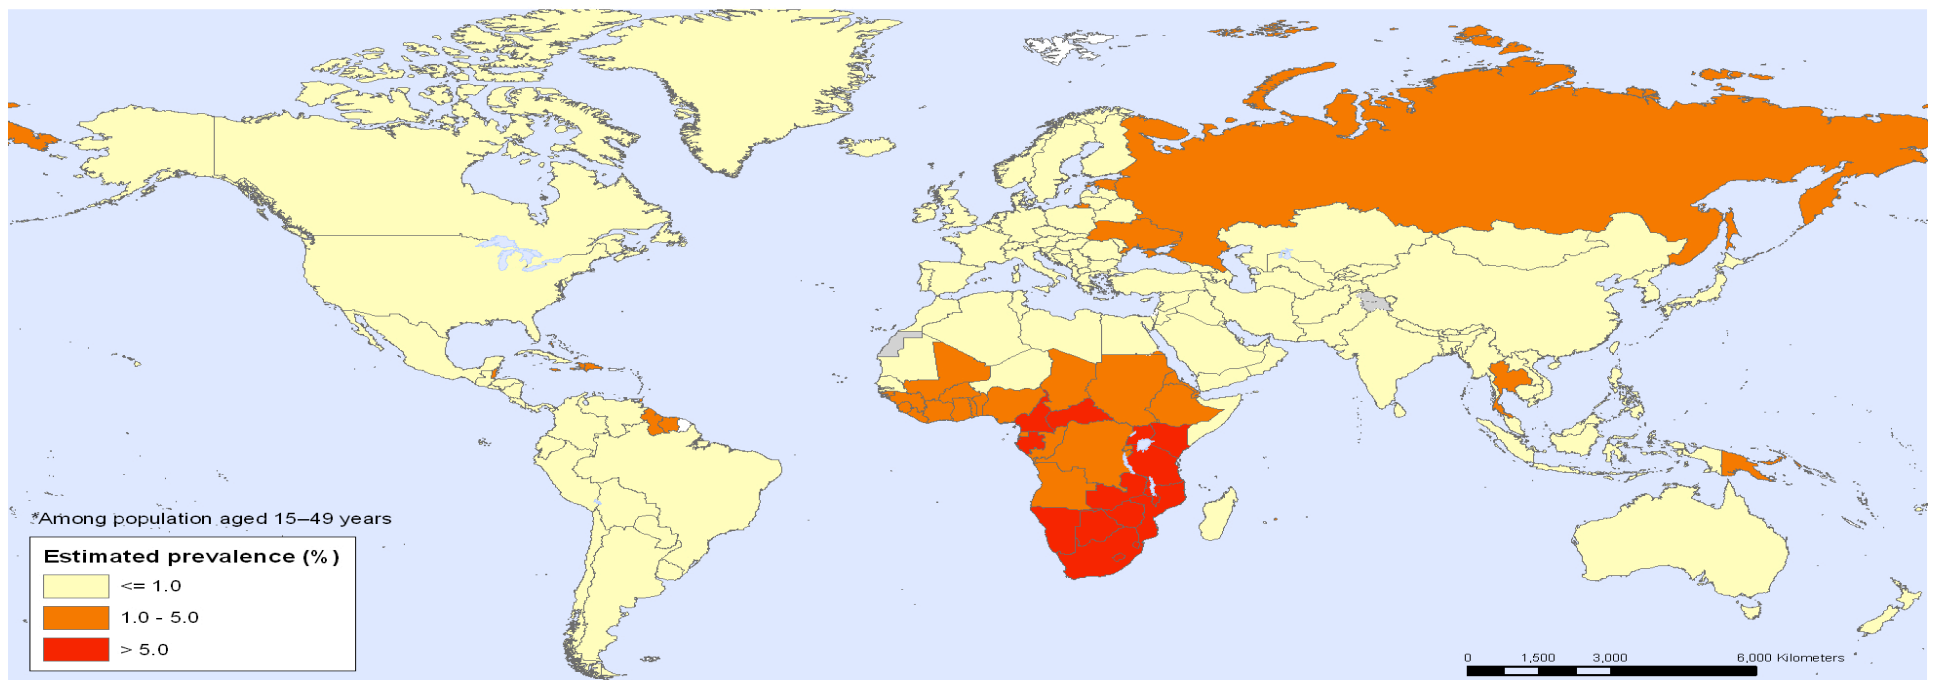 *Among population aged 15–49 years
Estimated prevalence (%)
<= 1.0
1.0 - 5.0
> 5.0
0 1,500 3,000 6,000 Kilometers